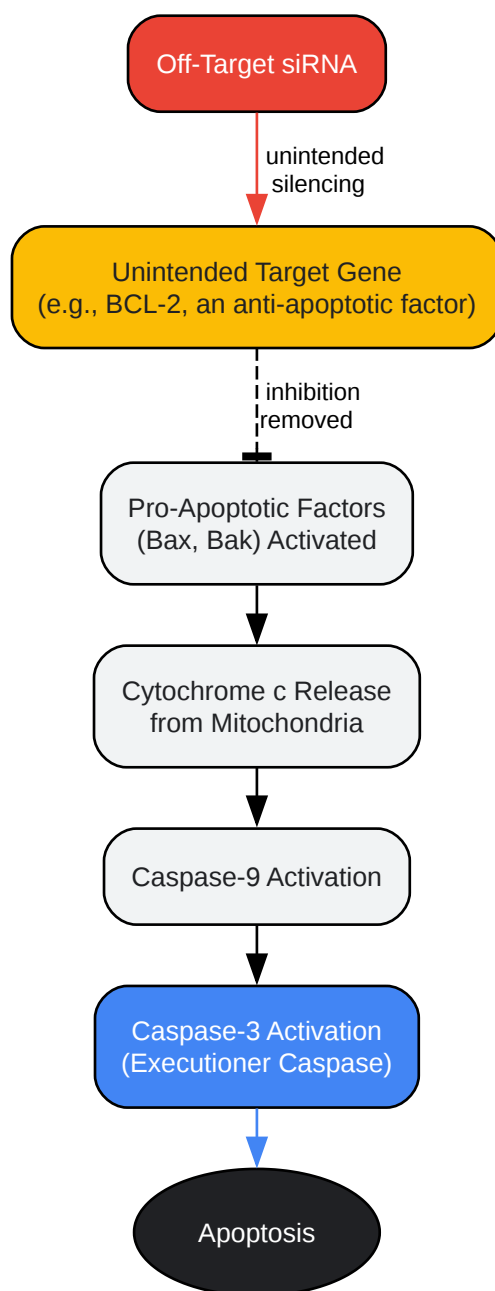 Off-Target siRNA
unintended
silencing
Unintended Target Gene
(e.g., BCL-2, an anti-apoptotic factor)
inhibition
removed
Pro-Apoptotic Factors
(Bax, Bak) Activated
Cytochrome c Release
from Mitochondria
Caspase-9 Activation
Caspase-3 Activation
(Executioner Caspase)
Apoptosis